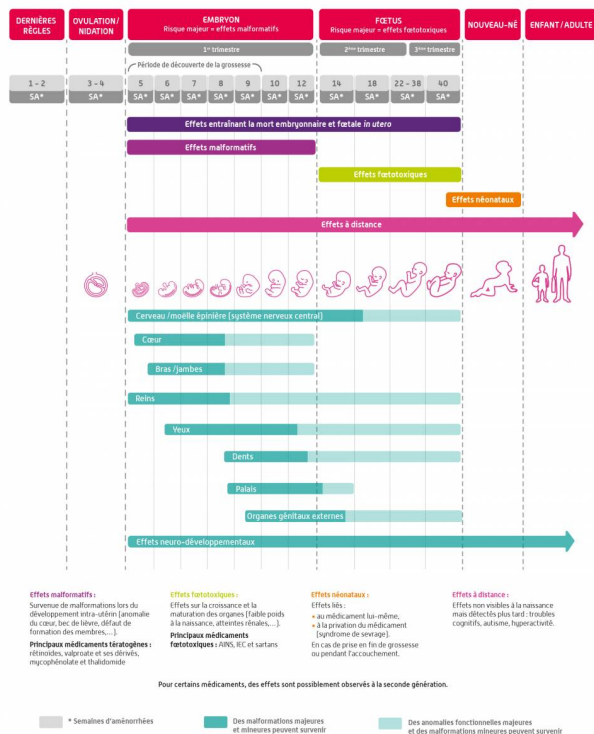 DERNIÈRES
RÈGLES
OVULATION/
NIDATION
EMBRYON
Risque majeur = effets malformatifs
FŒTUS
Risque majeur = effets fœtotoxiques
NOUVEAU-NÉ
ENFANT/ADULTE
1er trimestre
2ème trimestre
3ème trimestre
Période de découverte de la grossesse
1 - 2
3 - 4
5
6
7
8
9
10
12
14
18
22 - 38
40
SA*
SA*
SA*
SA*
SA*
SA*
SA*
SA*
SA*
SA*
SA*
SA*
SA*
Effets entraînant la mort embryonnaire et fœtale in utero
Effets malformatifs
Effets fœtotoxiques
Effets néonataux
Effets à distance
Cerveau /moëlle épinière [système nerveux central]
Cœur
Bras /jambes
Reins
Yeux
Dents
Palais
Organes génitaux externes
Effets neuro-développementaux
Effets malformatifs :
Survenue de malformations lors du
développement intra-utérin [anomalie
du cœur, bec de lièvre, défaut de
formation des membres,...].
Principaux médicaments tératogènes :
rétinoïdes, valproate et ses dérivés,
mycophénolate et thalidomide
Effets fœtotoxiques :
Effets sur la croissance et la
maturation des organes [faible poids
à la naissance, atteintes rénales,...].
Principaux médicaments
fœtotoxiques : AINS, IEC et sartans
Effets néonataux :
Effets liés :
• au médicament lui-même,
• à la privation du médicament
[syndrome de sevrage].
En cas de prise en fin de grossesse
ou pendant l'accouchement.
Effets à distance :
Effets non visibles à la naissance
mais détectés plus tard : troubles
cognitifs, autisme, hyperactivité.
Pour certains médicaments, des effets sont possiblement observés à la seconde génération.
* Semaines d'aménorrhées
Des malformations majeures
et mineures peuvent survenir
Des anomalies fonctionnelles majeures
et des malformations mineures peuvent survenir